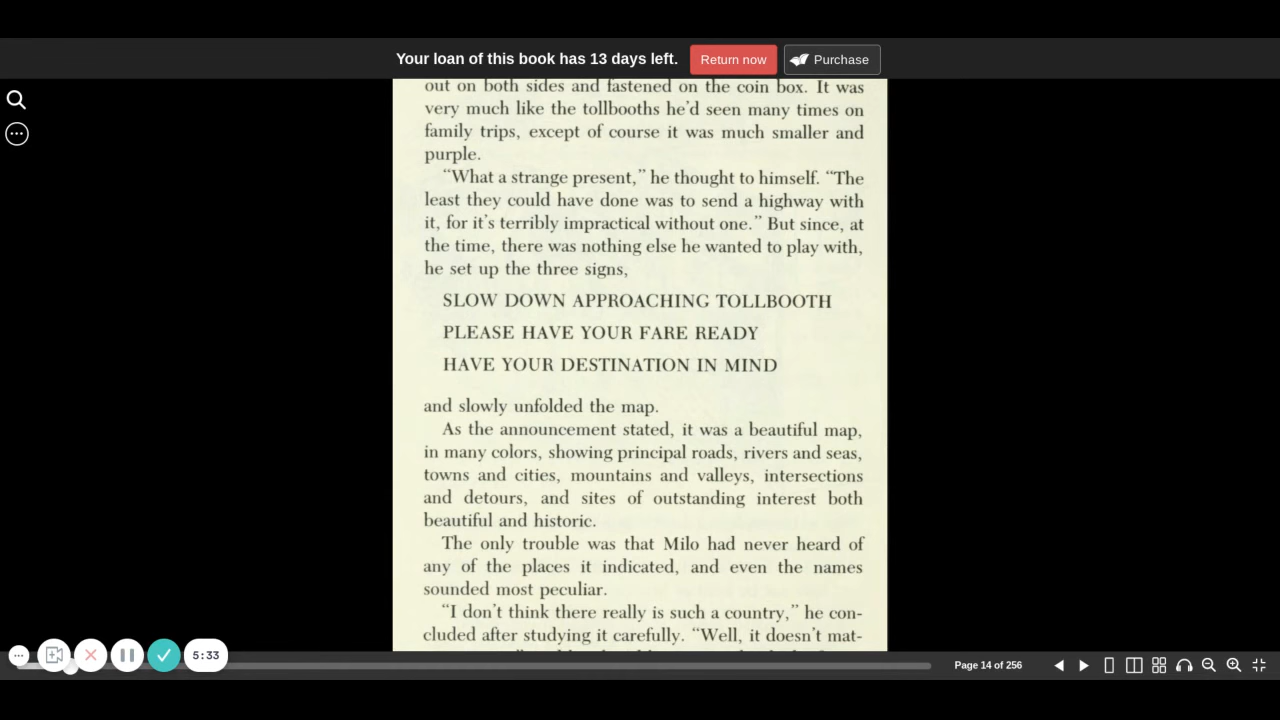 Your loan of this book has 13 days left. Return now Purchase
out on both sides and fastened on the coin box. It was
very much like the tollbooths he'd seen many times on
family trips, except of course it was much smaller and
purple.
“What a strange present,” he thought to himself. “The
least they could have done was to send a highway with
it, for it's terribly impractical without one.” But since, at
the time, there was nothing else he wanted to play with,
he set up the three signs,
SLOW DOWN APPROACHING TOLLBOOTH
PLEASE HAVE YOUR FARE READY
HAVE YOUR DESTINATION IN MIND
and slowly unfolded the map.
As the announcement stated, it was a beautiful map,
in many colors, showing principal roads, rivers and seas,
towns and cities, mountains and valleys, intersections
and detours, and sites of outstanding interest both
beautiful and historic.
The only trouble was that Milo had never heard of
any of the places it indicated, and even the names
sounded most peculiar.
“I don't think there really is such a country,” he con-
cluded after studying it carefully. “Well, it doesn't mat-
5:33
Page 14 of 256